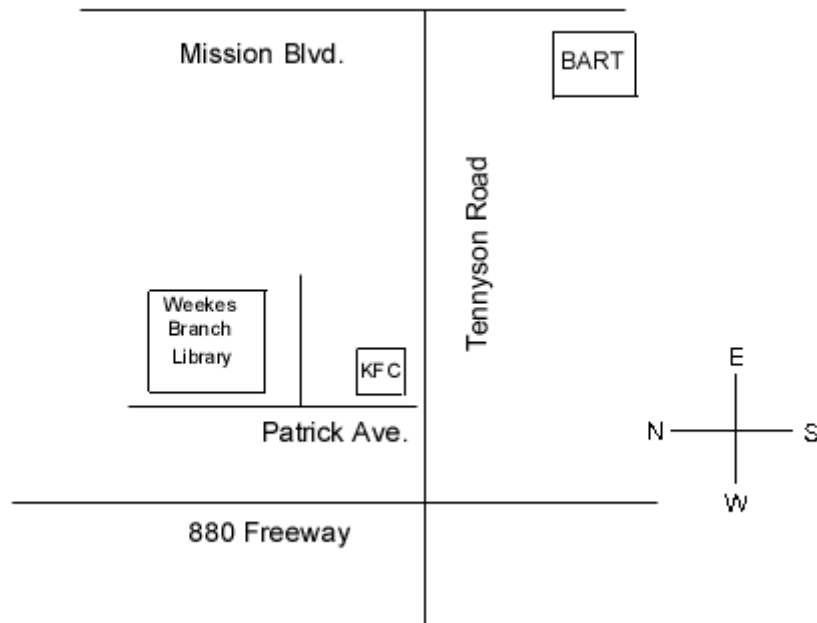 Mission Blvd.
BART
Tennyson Road
Weekes
Branch
Library
KFC
Patrick Ave.
880 Freeway
E
N
S
W